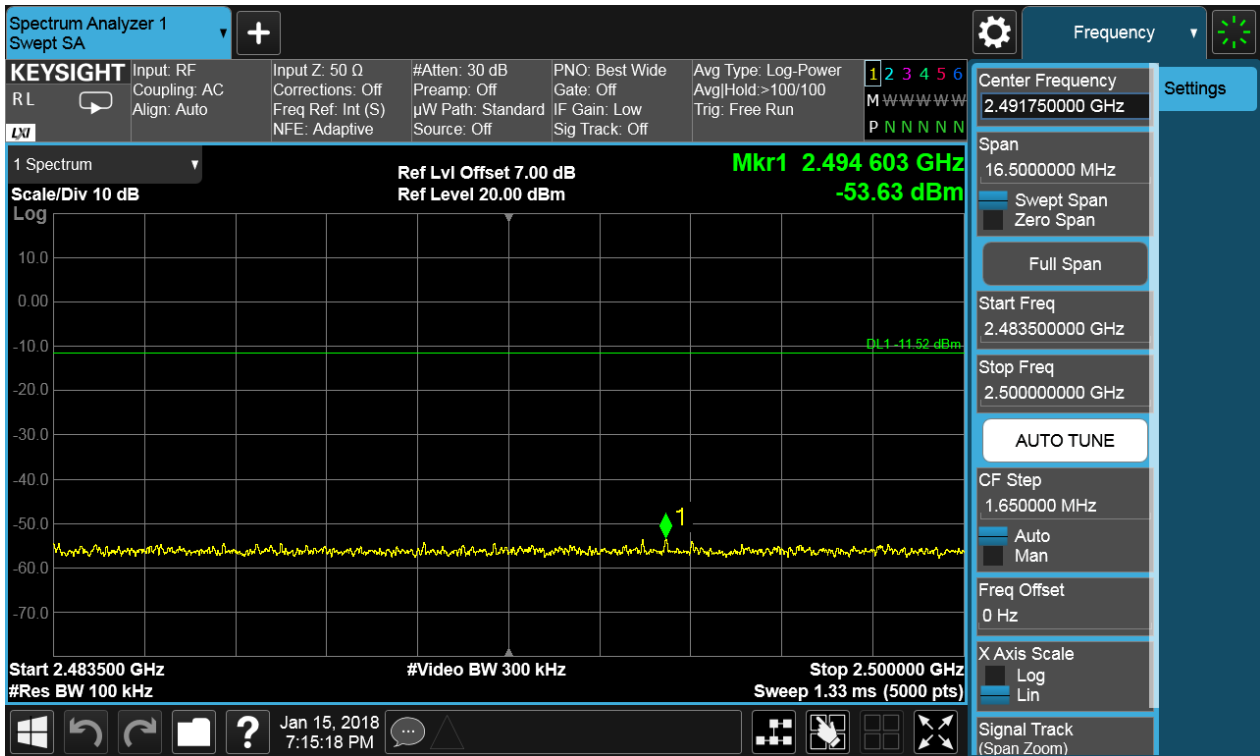 Spectrum Analyzer 1
Swept SA
Frequency
KEYSIGHT
R L
LXI
Input: RF
Coupling: AC
Align: Auto
Input Z: 50 Ω
Corrections: Off
Freq Ref: Int (S)
NFE: Adaptive
#Atten: 30 dB
Preamp: Off
µW Path: Standard
Source: Off
PNO: Best Wide
Gate: Off
IF Gain: Low
Sig Track: Off
Avg Type: Log-Power
Avg|Hold:>100/100
Trig: Free Run
1 2 3 4 5 6
M W W W W W
P N N N N N
1 Spectrum
Scale/Div 10 dB
Log
Ref Lvl Offset 7.00 dB
Ref Level 20.00 dBm
Mkr1 2.494 603 GHz
-53.63 dBm
10.0
0.00
-10.0
DL1 -11.52 dBm
-20.0
-30.0
-40.0
-50.0
1
-60.0
-70.0
Start 2.483500 GHz
#Video BW 300 kHz
Stop 2.500000 GHz
#Res BW 100 kHz
Sweep 1.33 ms (5000 pts)
Jan 15, 2018
7:15:18 PM
Center Frequency
2.491750000 GHz
Span
16.5000000 MHz
Swept Span
Zero Span
Full Span
Start Freq
2.483500000 GHz
Stop Freq
2.500000000 GHz
AUTO TUNE
CF Step
1.650000 MHz
Auto
Man
Freq Offset
0 Hz
X Axis Scale
Log
Lin
Signal Track
(Span Zoom)
Settings